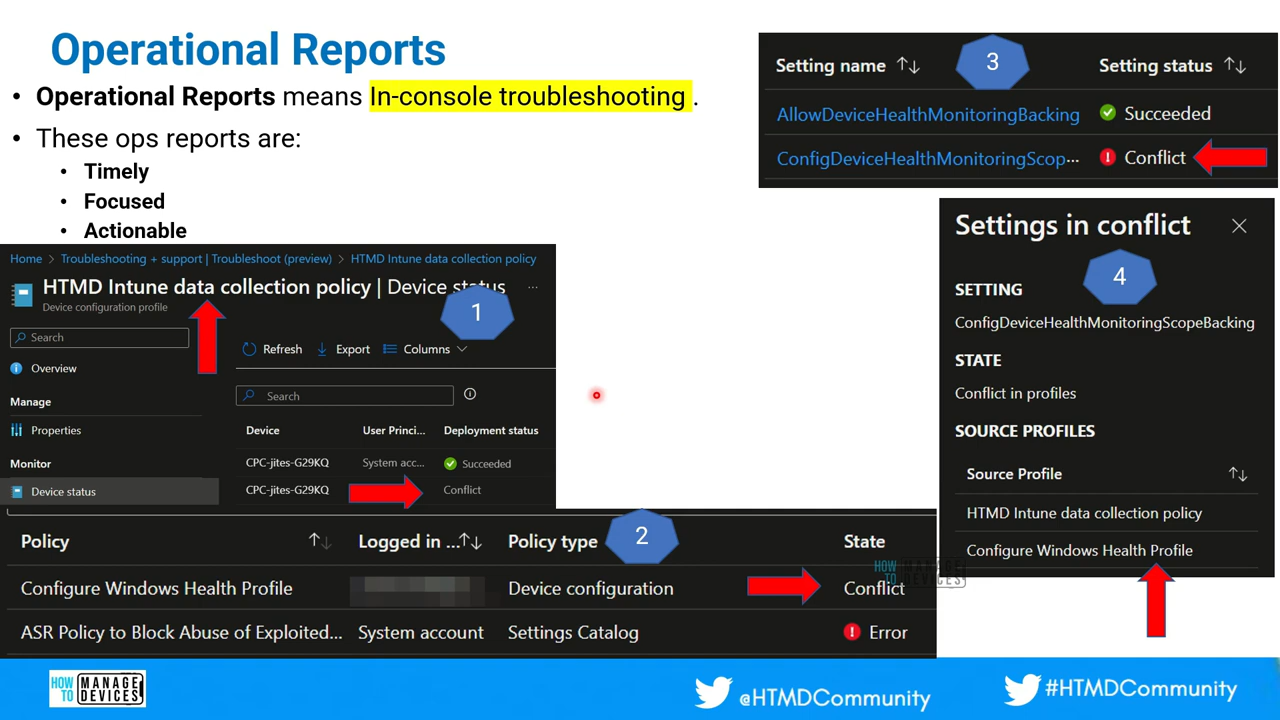 Operational Reports
• Operational Reports means In-console troubleshooting .
• These ops reports are:
• Timely
• Focused
• Actionable
Home > Troubleshooting + support | Troubleshoot (preview) > HTMD Intune data collection policy
HTMD Intune data collection policy | Device status ...
Device configuration profile
1
Search
Refresh Export Columns
Overview
Search
Manage
Properties
Device User Princi... Deployment status
Monitor
CPC-jites-G29KQ System acc... Succeeded
Device status
CPC-jites-G29KQ Conflict
2
Policy Logged in ... Policy type State
Configure Windows Health Profile Device configuration Conflict
ASR Policy to Block Abuse of Exploited... System account Settings Catalog Error
3
Setting name Setting status
AllowDeviceHealthMonitoringBacking Succeeded
ConfigDeviceHealthMonitoringScop... Conflict
Settings in conflict
4
SETTING
ConfigDeviceHealthMonitoringScopeBacking
STATE
Conflict in profiles
SOURCE PROFILES
Source Profile
HTMD Intune data collection policy
Configure Windows Health Profile
HOW TO MANAGE DEVICES
HOW TO MANAGE DEVICES
@HTMDCommunity
#HTMDCommunity